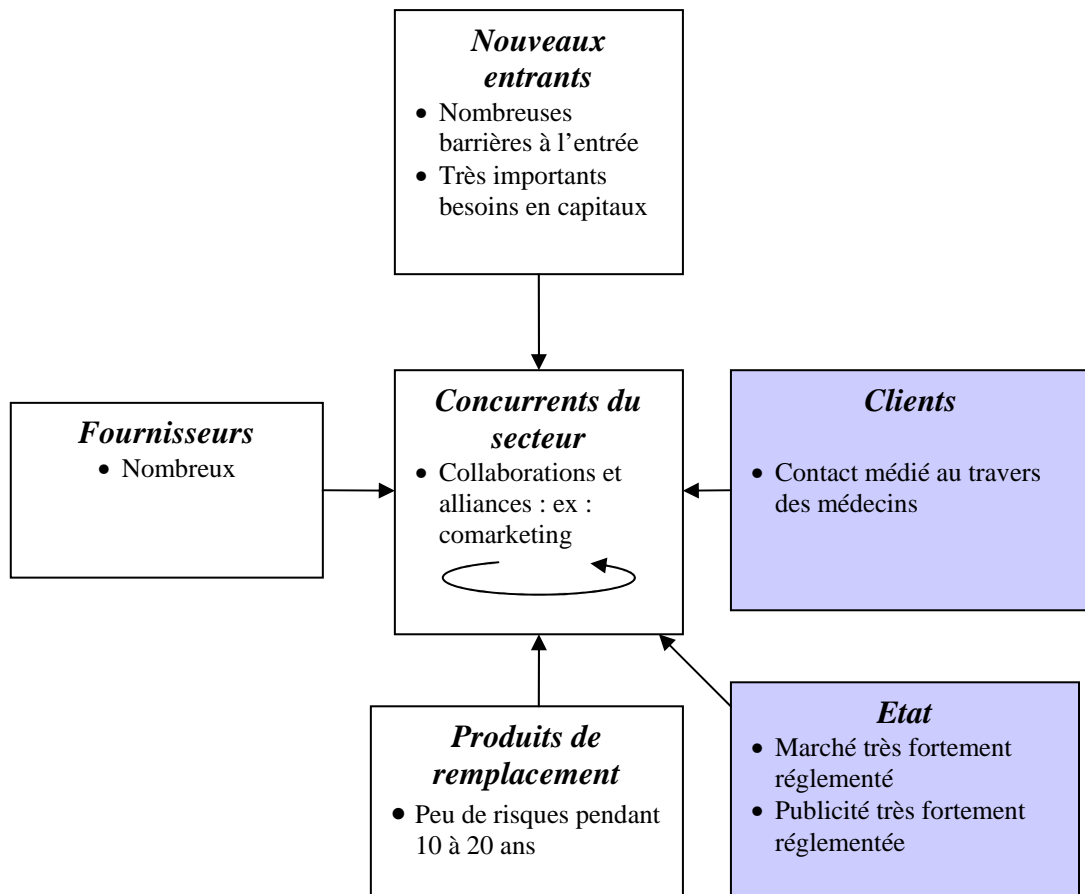 Nouveaux
entrants
• Nombreuses
barrières à l’entrée
• Très importants
besoins en capitaux
Fournisseurs
• Nombreux
Concurrents du
secteur
• Collaborations et
alliances : ex :
comarketing
Clients
• Contact médié au travers
des médecins
Produits de
remplacement
• Peu de risques pendant
10 à 20 ans
Etat
• Marché très fortement
réglementé
• Publicité très fortement
réglementée